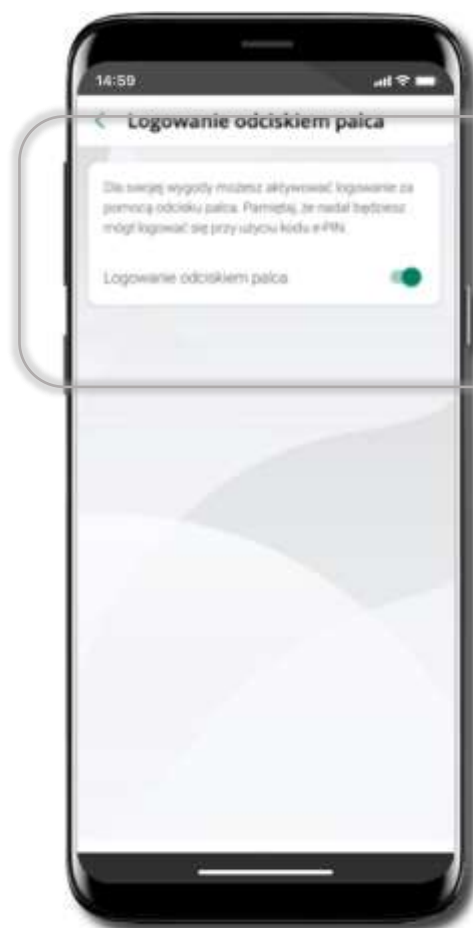 14:59
Logowanie odciskiem palca
Dla swojej wygody możesz aktywować logowanie za
pomocą odcisku palca. Pamiętaj, że nadal będziesz
mógł logować się przy użyciu kodu e-PIN.
Logowanie odciskiem palca